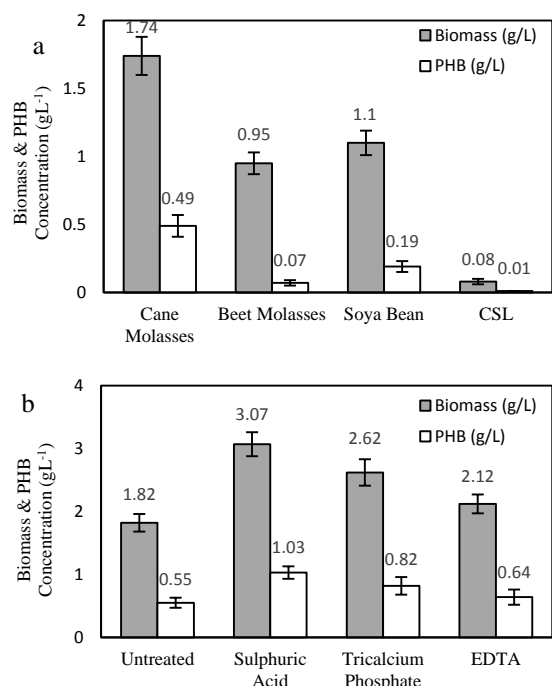 a
Biomass & PHB
Concentration (gL⁻¹)
2
1.5
1
0.5
0
Biomass (g/L)
PHB (g/L)
1.74
0.49
0.95
0.07
1.1
0.19
0.08
0.01
Cane
Molasses
Beet Molasses
Soya Bean
CSL
b
Biomass & PHB
Concentration (gL⁻¹)
4
3
2
1
0
Biomass (g/L)
PHB (g/L)
1.82
0.55
3.07
1.03
2.62
0.82
2.12
0.64
Untreated
Sulphuric
Acid
Tricalcium
Phosphate
EDTA